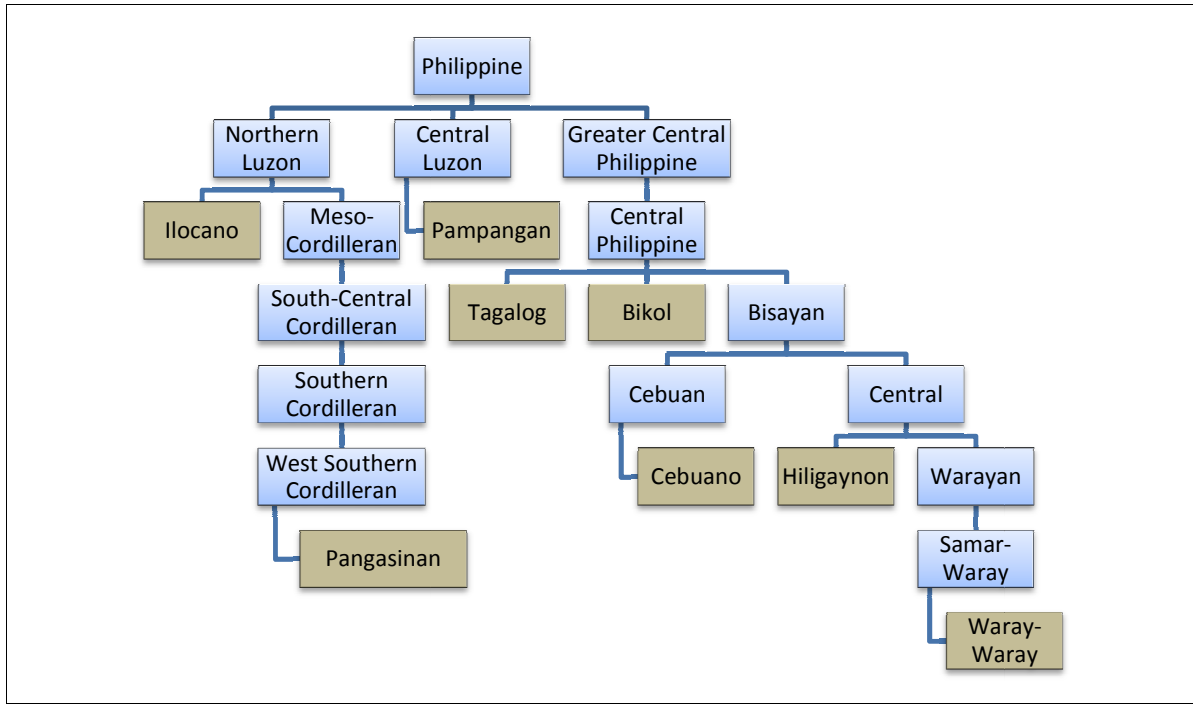 Philippine
Northern
Luzon
Central
Luzon
Greater Central
Philippine
Ilocano
Meso-
Cordilleran
Pampangan
Central
Philippine
South-Central
Cordilleran
Tagalog
Bikol
Bisayan
Southern
Cordilleran
Cebuan
Central
West Southern
Cordilleran
Cebuano
Hiligaynon
Warayan
Pangasinan
Samar-
Waray
Waray-
Waray